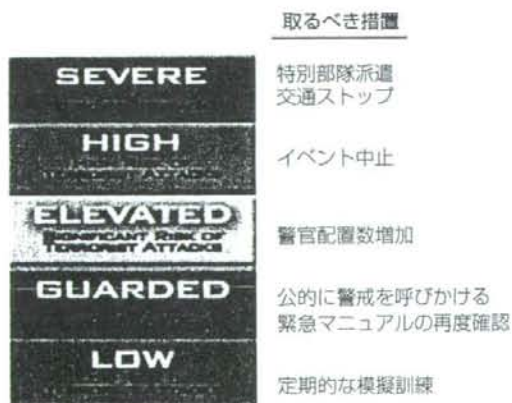 取るべき措置
SEVERE
特別部隊派遣
交通ストップ
HIGH
TERRORIST ATTACKS
イベント中止
ELEVATED
SIGNIFICANT RISK OF
TERRORIST ATTACKS
警官配置数増加
GUARDED
公的に警戒を呼びかける
緊急マニュアルの再度確認
LOW
定期的な模擬訓練